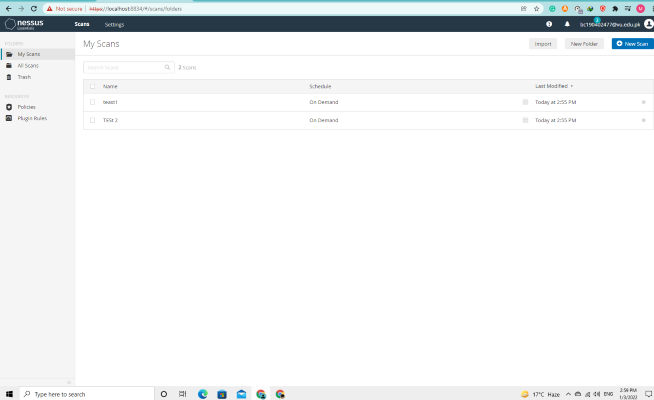 Not secure | https://localhost:8834/#/scans/folders
nessus
Essentials
Scans
Settings
bc190402477@vu.edu.pk
FOLDERS
My Scans
All Scans
Trash
RESOURCES
Policies
Plugin Rules
My Scans
Import
New Folder
New Scan
Search Scans
2 Scans
Name Schedule Last Modified
teast1 On Demand Today at 2:55 PM
TESt 2 On Demand Today at 2:55 PM
Type here to search
17°C Haze
ENG
2:59 PM
1/3/2022